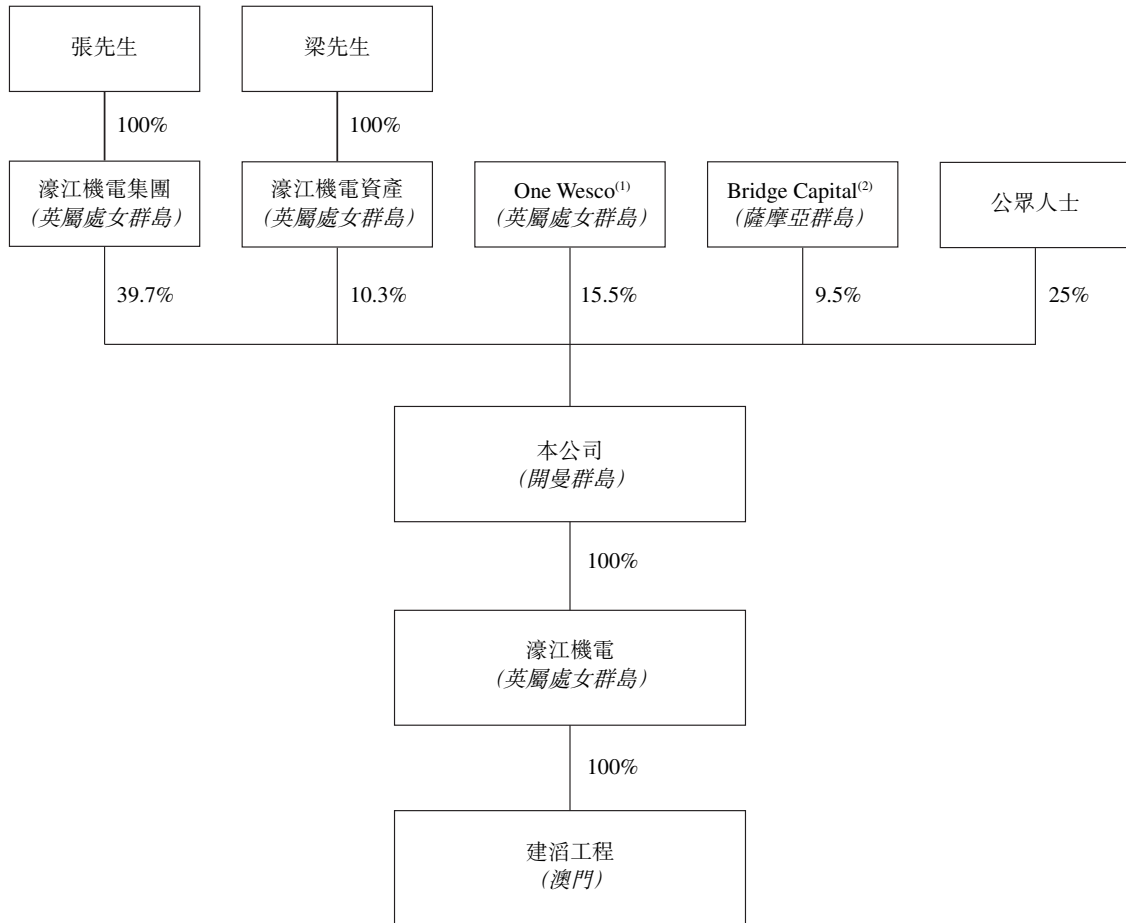 張先生
梁先生
100%
100%
濠江機電集團
(英屬處女群島)
濠江機電資產
(英屬處女群島)
One Wesco(1)
(英屬處女群島)
Bridge Capital(2)
(薩摩亞群島)
公眾人士
39.7%
10.3%
15.5%
9.5%
25%
本公司
(開曼群島)
100%
濠江機電
(英屬處女群島)
100%
建滔工程
(澳門)